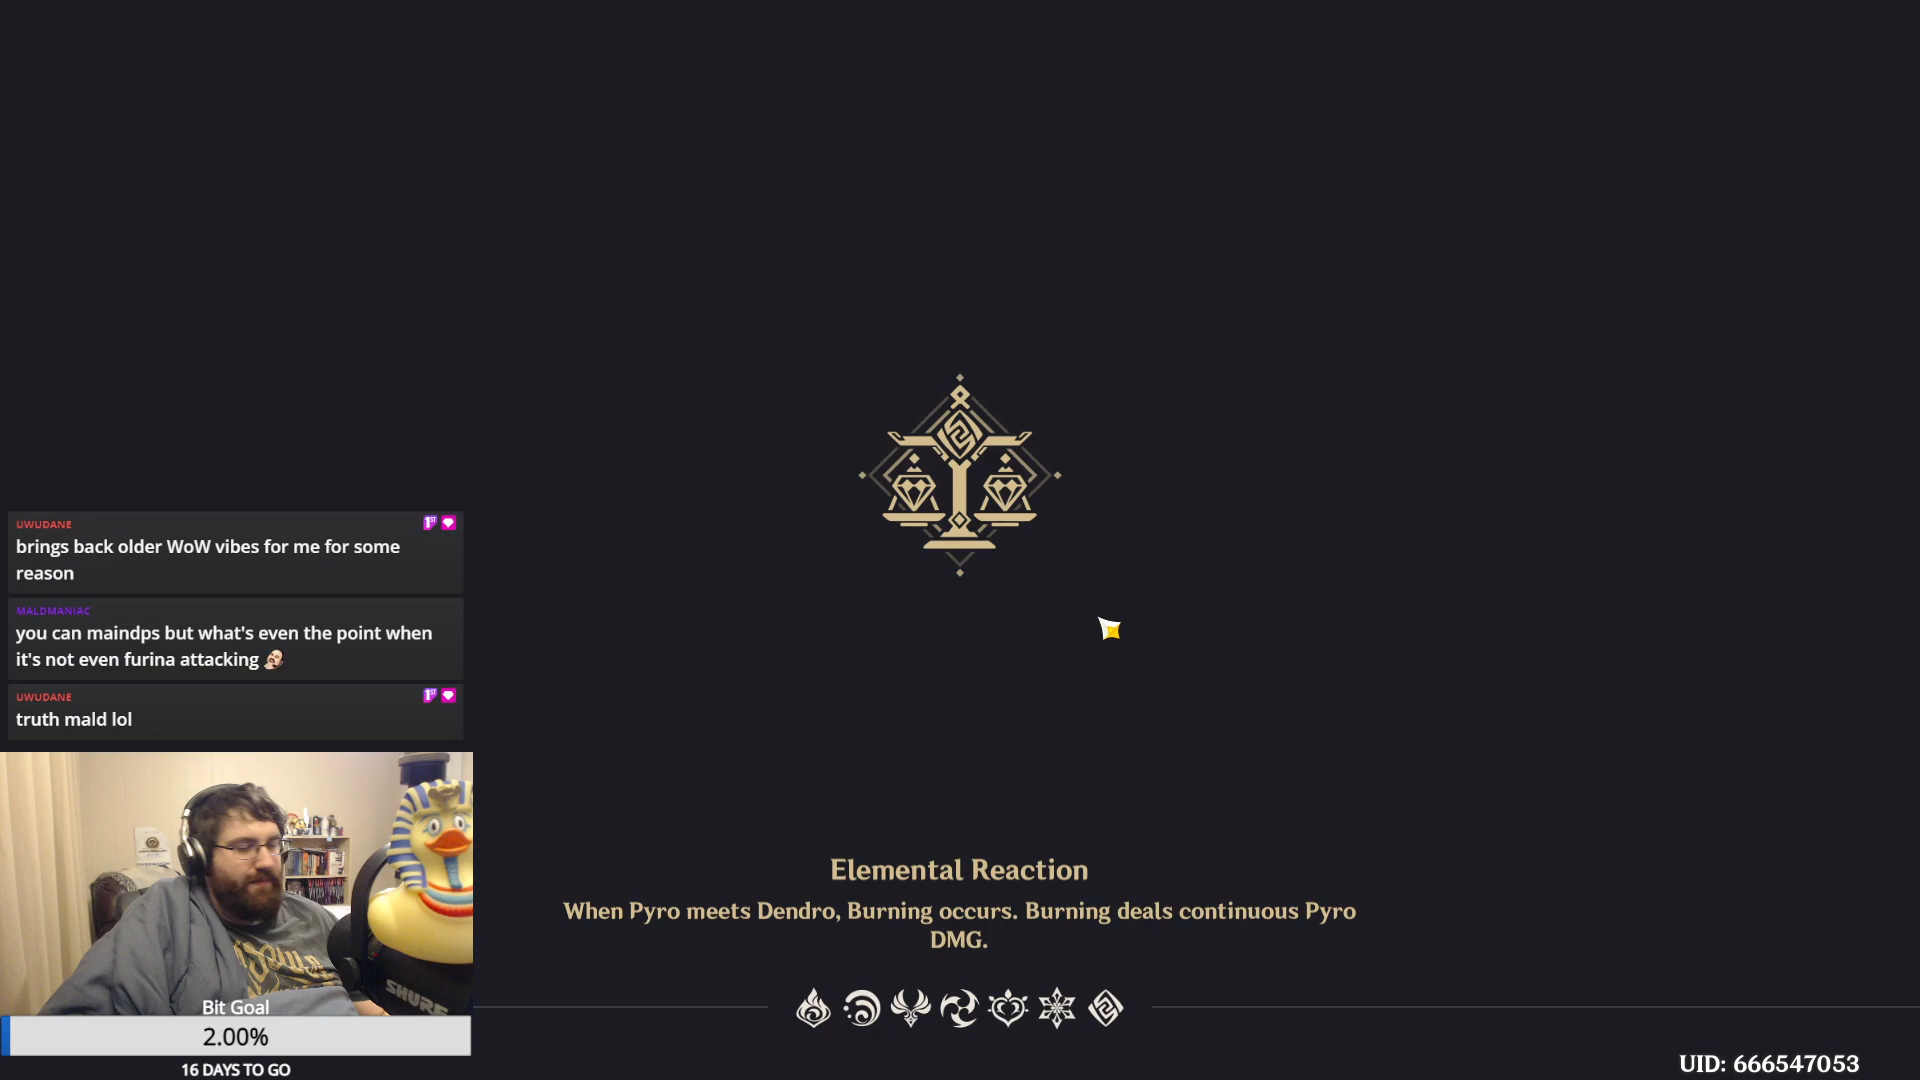 UWUDANE
brings back older WoW vibes for me for some
reason
MALDMANIAC
you can maindps but what's even the point when
it's not even furina attacking
UWUDANE
truth mald lol
SHURE
Bit Goal
2.00%
16 DAYS TO GO
Elemental Reaction
When Pyro meets Dendro, Burning occurs. Burning deals continuous Pyro
DMG.
UID: 666547053